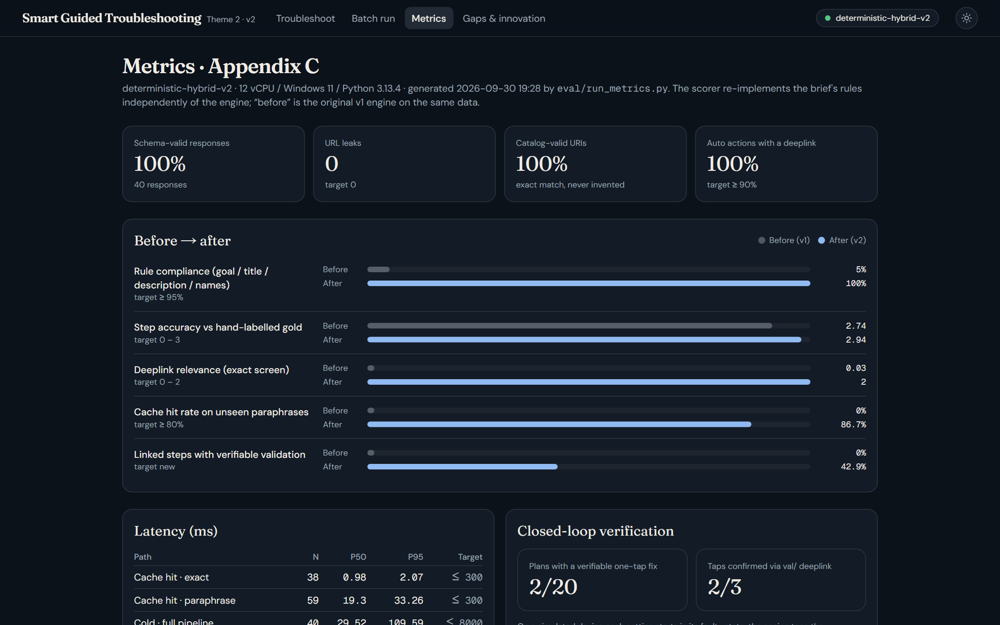 Smart Guided Troubleshooting Theme 2 · v2 Troubleshoot Batch run Metrics Gaps & innovation deterministic-hybrid-v2
Metrics · Appendix C
deterministic-hybrid-v2 · 12 vCPU / Windows 11 / Python 3.13.4 · generated 2026-09-30 19:28 by eval/run_metrics.py. The scorer re-implements the brief's rules
independently of the engine; “before” is the original v1 engine on the same data.
Schema-valid responses
100%
40 responses
URL leaks
0
target 0
Catalog-valid URIs
100%
exact match, never invented
Auto actions with a deeplink
100%
target ≥ 90%
Before → after
Before (v1) After (v2)
Rule compliance (goal / title /
description / names)
target ≥ 95%
Before 5%
After 100%
Step accuracy vs hand-labelled gold
target 0 – 3
Before 2.74
After 2.94
Deeplink relevance (exact screen)
target 0 – 2
Before 0.03
After 2
Cache hit rate on unseen paraphrases
target ≥ 80%
Before 0%
After 86.7%
Linked steps with verifiable validation
target new
Before 0%
After 42.9%
Latency (ms)
Path N P50 P95 Target
Cache hit · exact 38 0.98 2.07 ≤ 300
Cache hit · paraphrase 59 19.3 33.26 ≤ 300
Cold · full pipeline 40 29.52 109.59 ≤ 8000
Closed-loop verification
Plans with a verifiable one-tap fix
2/20
Taps confirmed via val/ deeplink
2/3